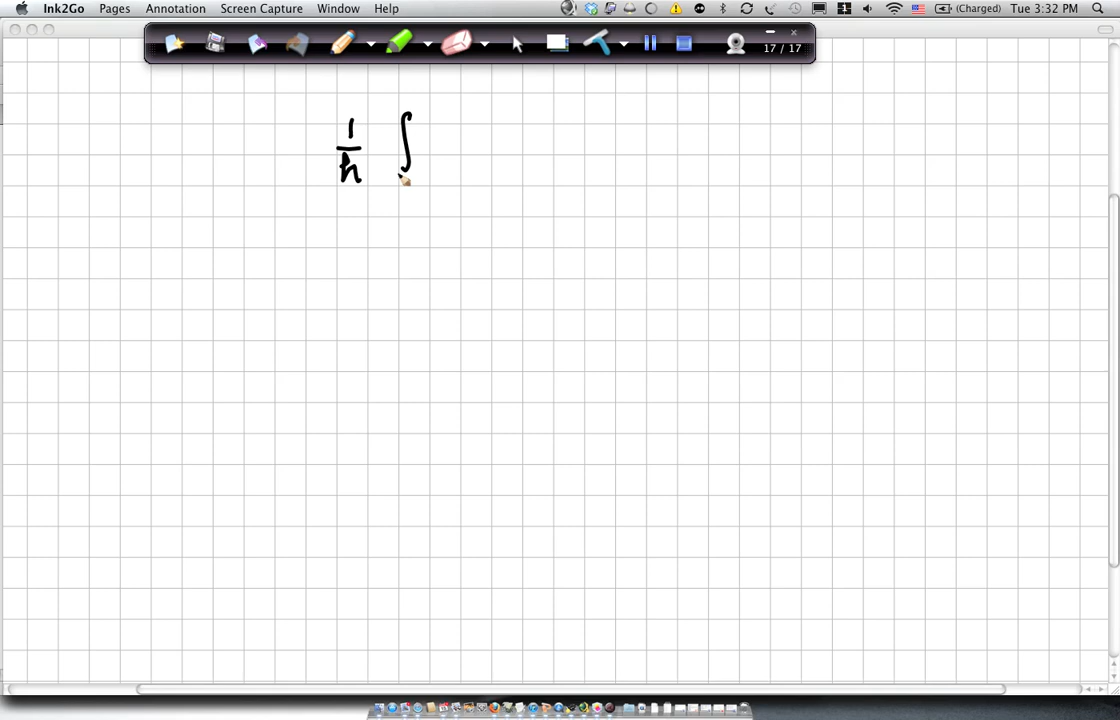 Ink2Go Pages Annotation Screen Capture Window Help (Charged) Tue 3:32 PM
17 / 17
1/ħ ∫